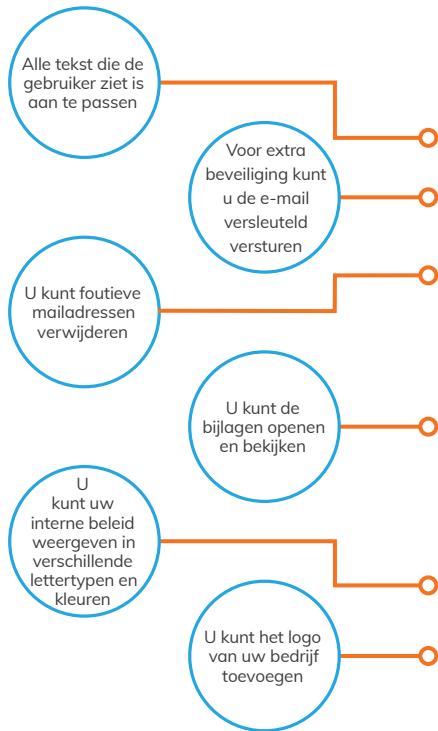 Alle tekst die de
gebruiker ziet is
aan te passen
Voor extra
beveiliging kunt
u de e-mail
versleuteld
versturen
U kunt foutieve
mailadressen
verwijderen
U kunt de
bijlagen openen
en bekijken
U
kunt uw
interne beleid
weergeven in
verschillende
lettertypen en
kleuren
U kunt het logo
van uw bedrijf
toevoegen